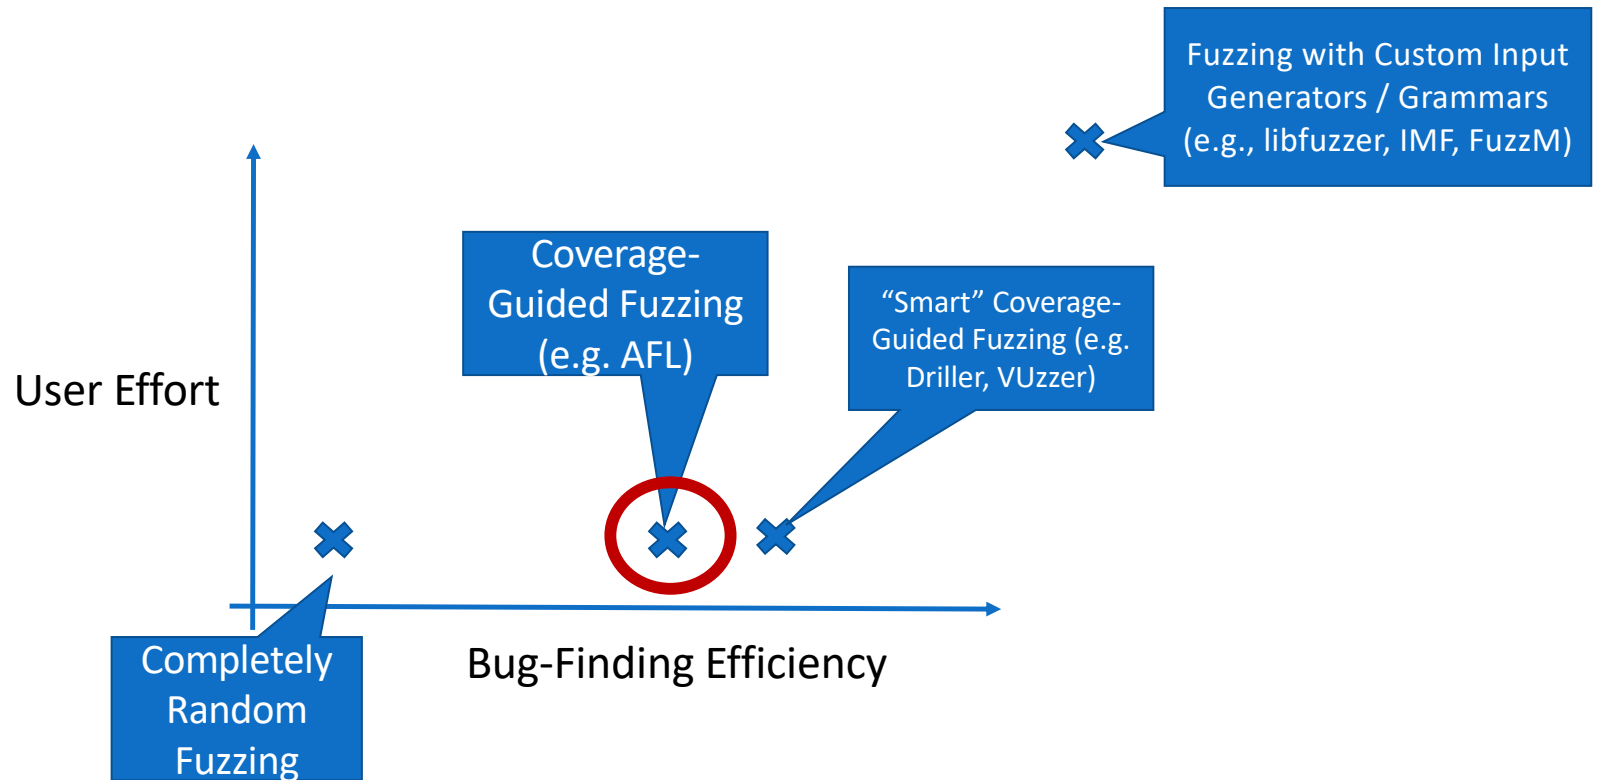 Fuzzing with Custom Input
Generators / Grammars
(e.g., libfuzzer, IMF, FuzzM)
Coverage-
Guided Fuzzing
(e.g. AFL)
“Smart” Coverage-
Guided Fuzzing (e.g.
Driller, VUzzer)
User Effort
Completely
Random
Fuzzing
Bug-Finding Efficiency